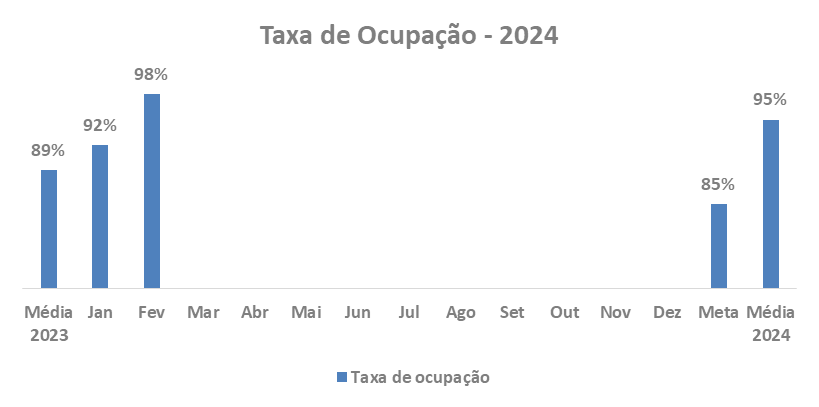 Taxa de Ocupação - 2024
98%
95%
92%
89%
85%
Média Jan Fev Mar Abr Mai Jun Jul Ago Set Out Nov Dez Meta Média
2023 2024
Taxa de ocupação